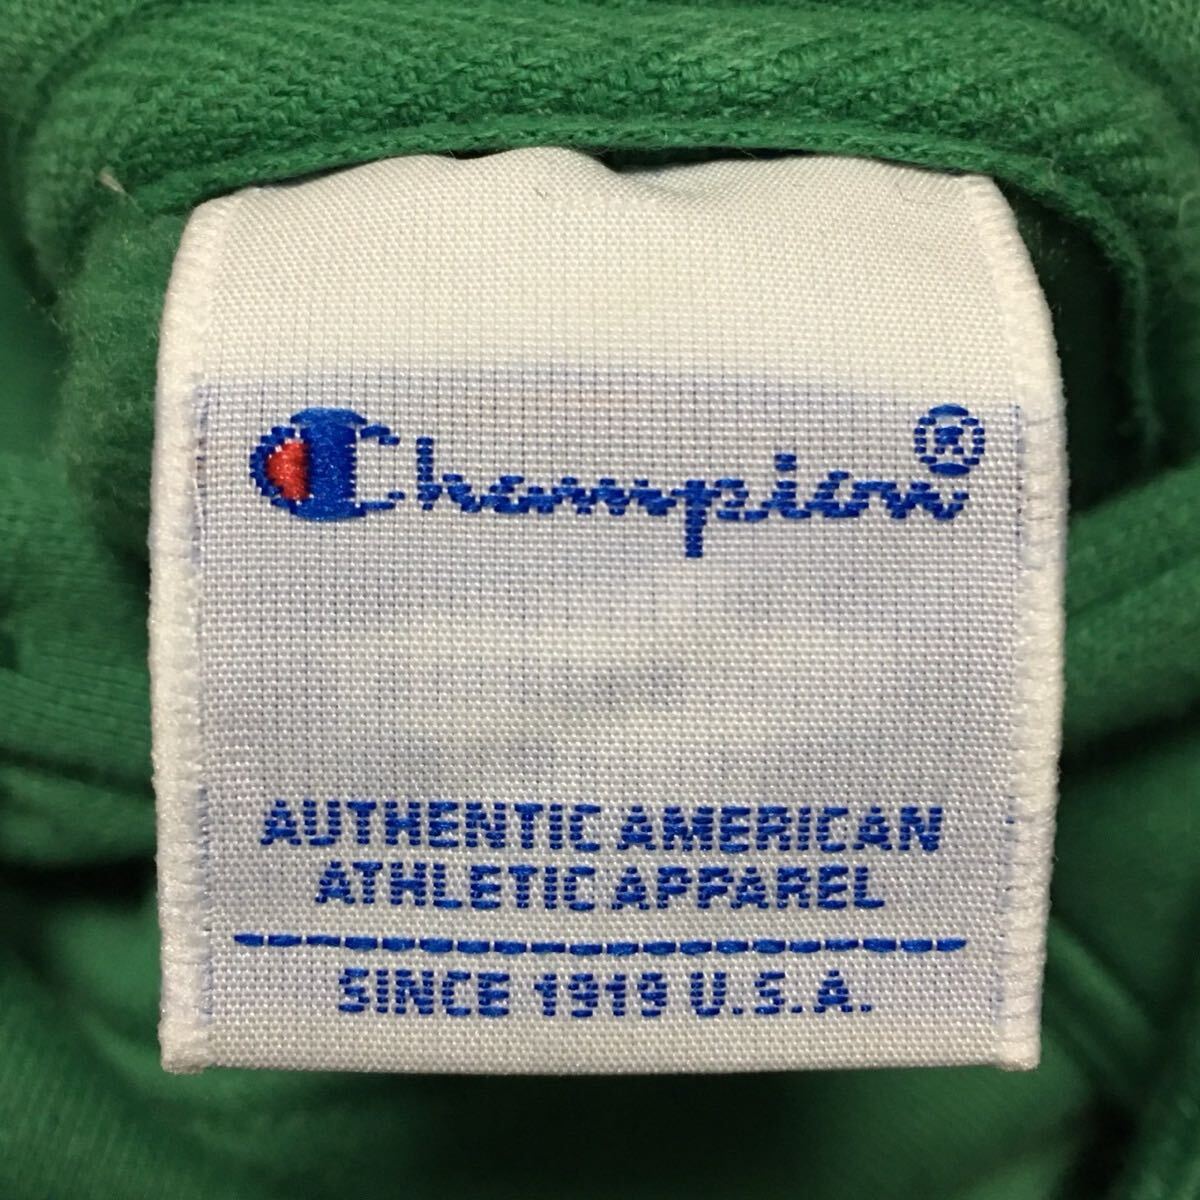 Champion®
AUTHENTIC AMERICAN
ATHLETIC APPAREL
SINCE 1919 U.S.A.